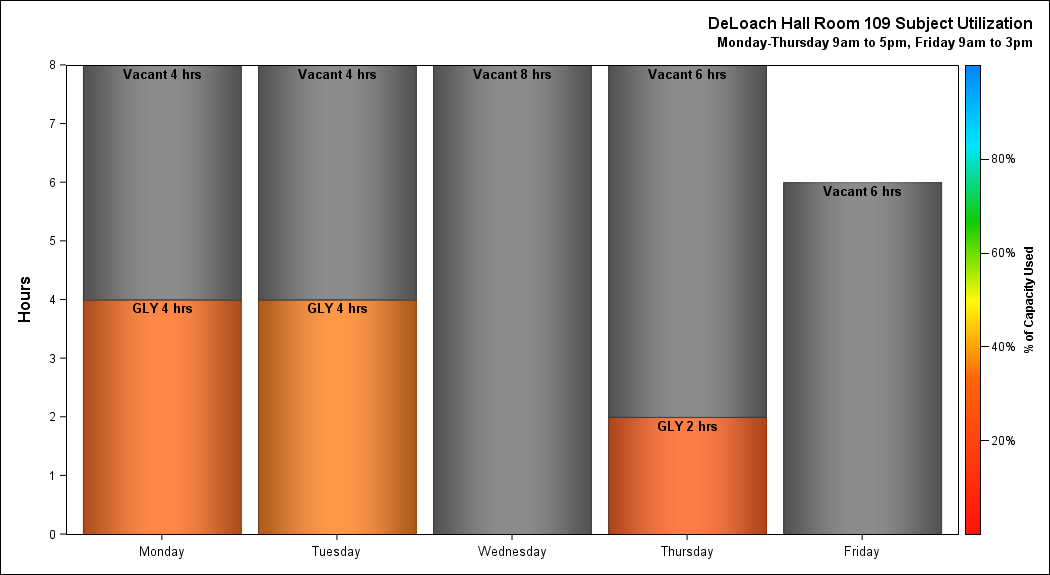 DeLoach Hall Room 109 Subject Utilization
Monday-Thursday 9am to 5pm, Friday 9am to 3pm
Hours
8
7
6
5
4
3
2
1
0
Vacant 4 hrs
GLY 4 hrs
Vacant 4 hrs
GLY 4 hrs
Vacant 8 hrs
Vacant 6 hrs
GLY 2 hrs
Vacant 6 hrs
Monday
Tuesday
Wednesday
Thursday
Friday
80%
60%
40%
20%
% of Capacity Used